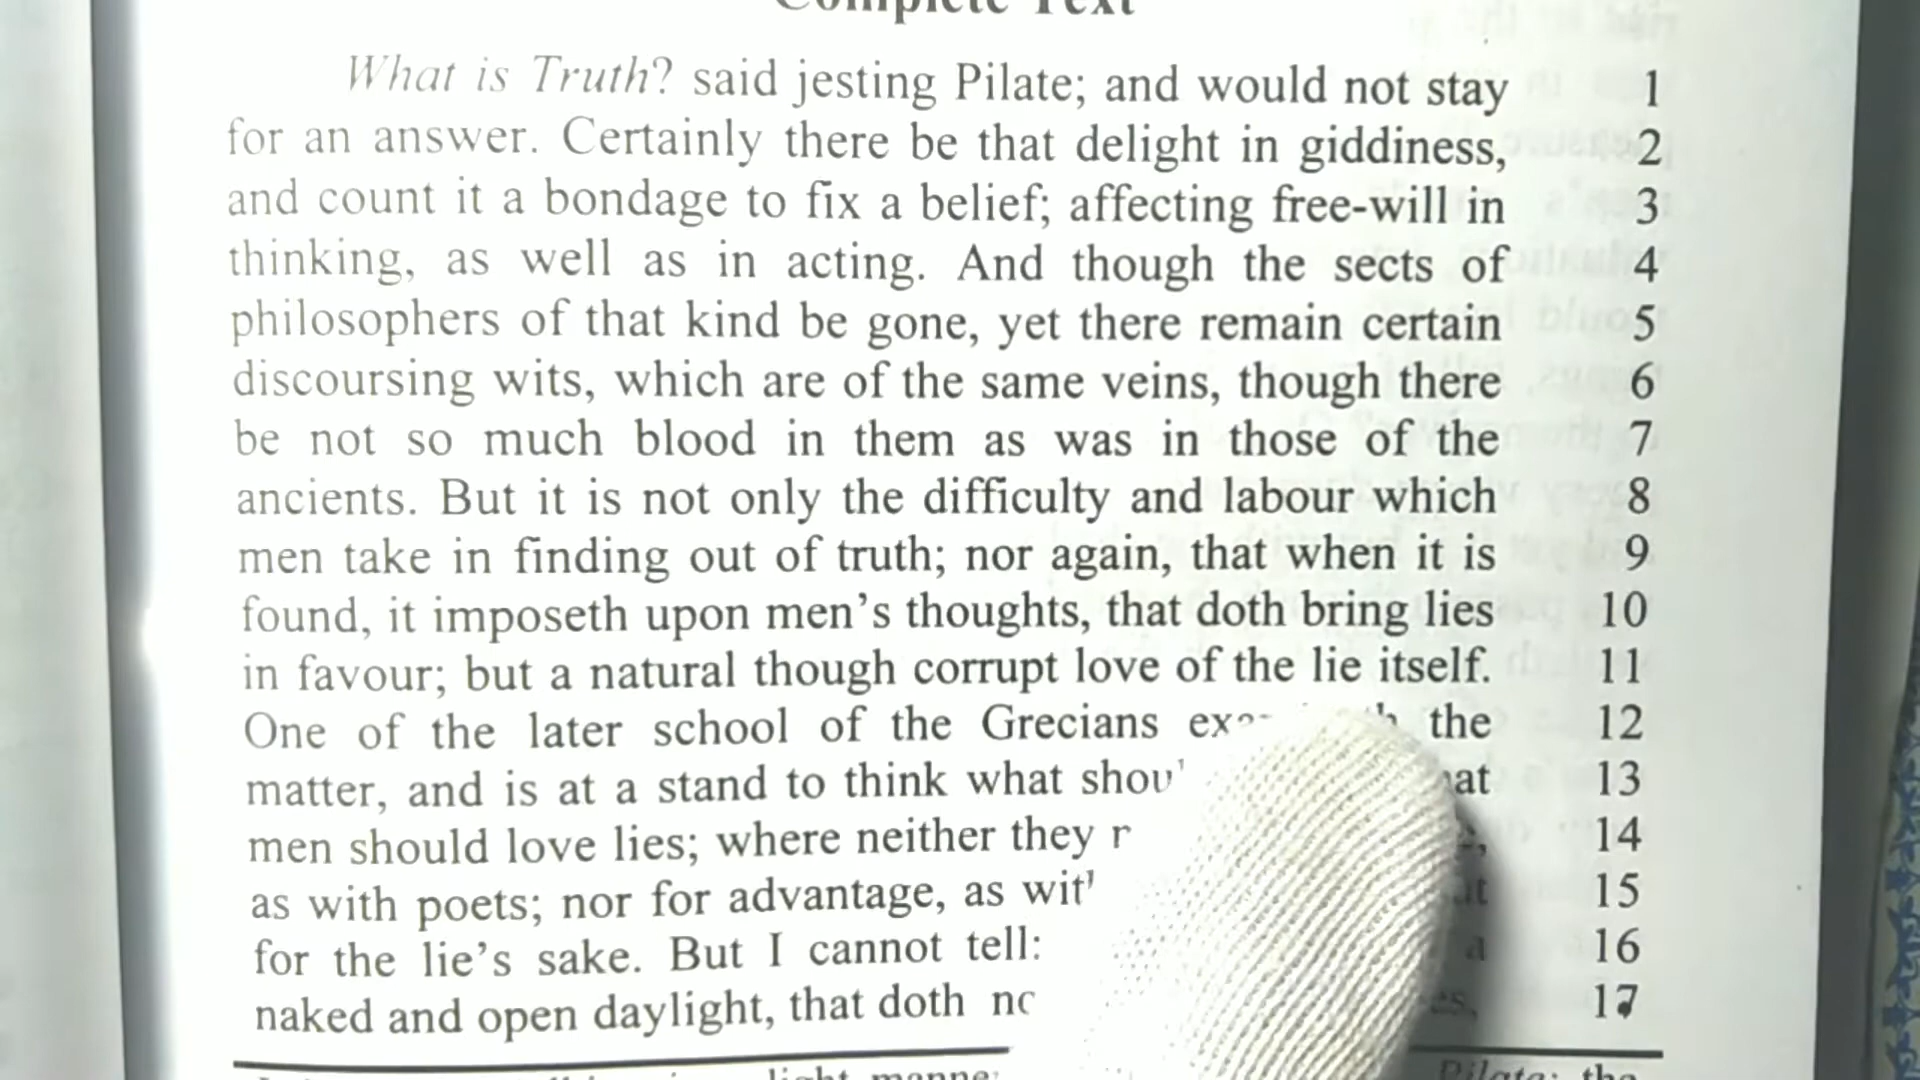 Complete Text
What is Truth? said jesting Pilate; and would not stay 1
for an answer. Certainly there be that delight in giddiness, 2
and count it a bondage to fix a belief; affecting free-will in 3
thinking, as well as in acting. And though the sects of 4
philosophers of that kind be gone, yet there remain certain 5
discoursing wits, which are of the same veins, though there 6
be not so much blood in them as was in those of the 7
ancients. But it is not only the difficulty and labour which 8
men take in finding out of truth; nor again, that when it is 9
found, it imposeth upon men's thoughts, that doth bring lies 10
in favour; but a natural though corrupt love of the lie itself. 11
One of the later school of the Grecians the 12
matter, and is at a stand to think what 13
men should love lies; where neither they 14
as with poets; nor for advantage, as 15
for the lie's sake. But I cannot tell: a 16
naked and open daylight, that doth 17
light Pilate: the